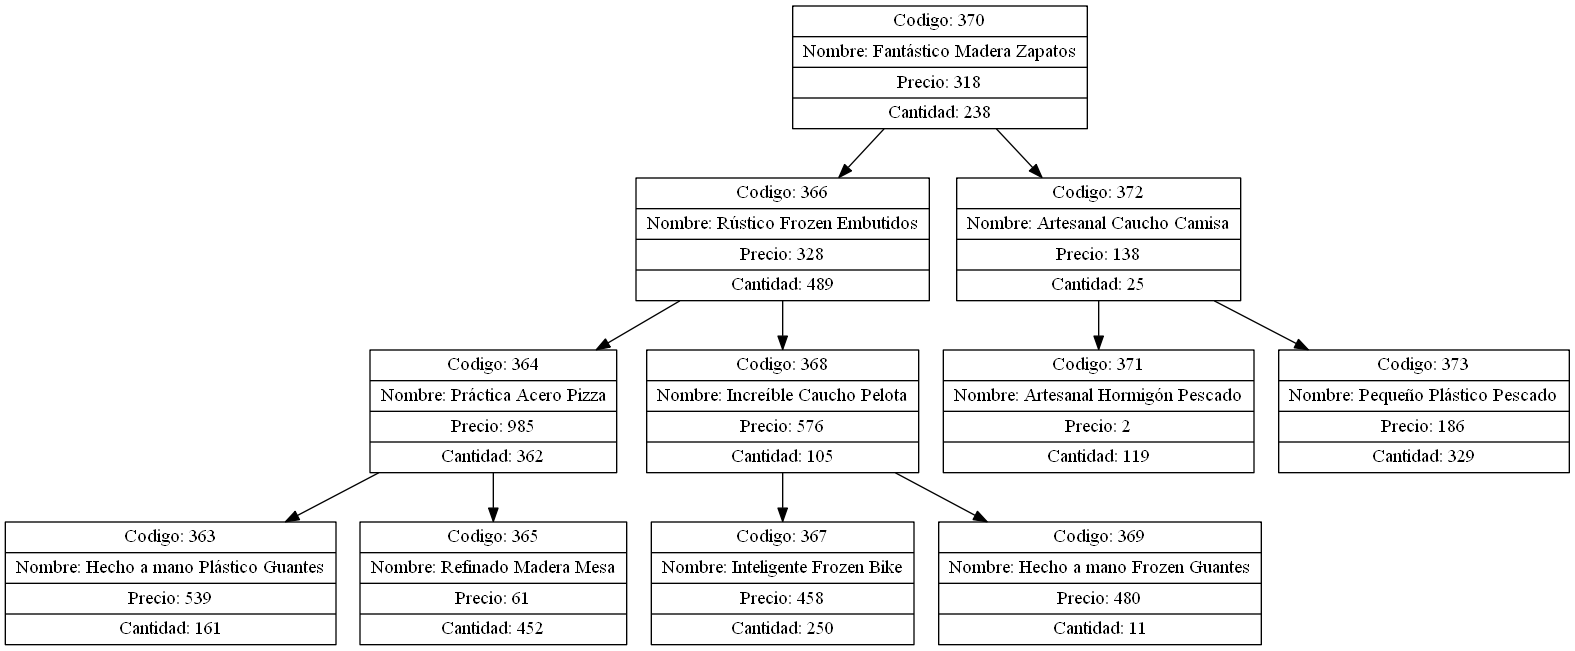 Codigo: 370
Nombre: Fantástico Madera Zapatos
Precio: 318
Cantidad: 238
Codigo: 366
Nombre: Rústico Frozen Embutidos
Precio: 328
Cantidad: 489
Codigo: 372
Nombre: Artesanal Caucho Camisa
Precio: 138
Cantidad: 25
Codigo: 364
Nombre: Práctica Acero Pizza
Precio: 985
Cantidad: 362
Codigo: 368
Nombre: Increíble Caucho Pelota
Precio: 576
Cantidad: 105
Codigo: 371
Nombre: Artesanal Hormigón Pescado
Precio: 2
Cantidad: 119
Codigo: 373
Nombre: Pequeño Plástico Pescado
Precio: 186
Cantidad: 329
Codigo: 363
Nombre: Hecho a mano Plástico Guantes
Precio: 539
Cantidad: 161
Codigo: 365
Nombre: Refinado Madera Mesa
Precio: 61
Cantidad: 452
Codigo: 367
Nombre: Inteligente Frozen Bike
Precio: 458
Cantidad: 250
Codigo: 369
Nombre: Hecho a mano Frozen Guantes
Precio: 480
Cantidad: 11